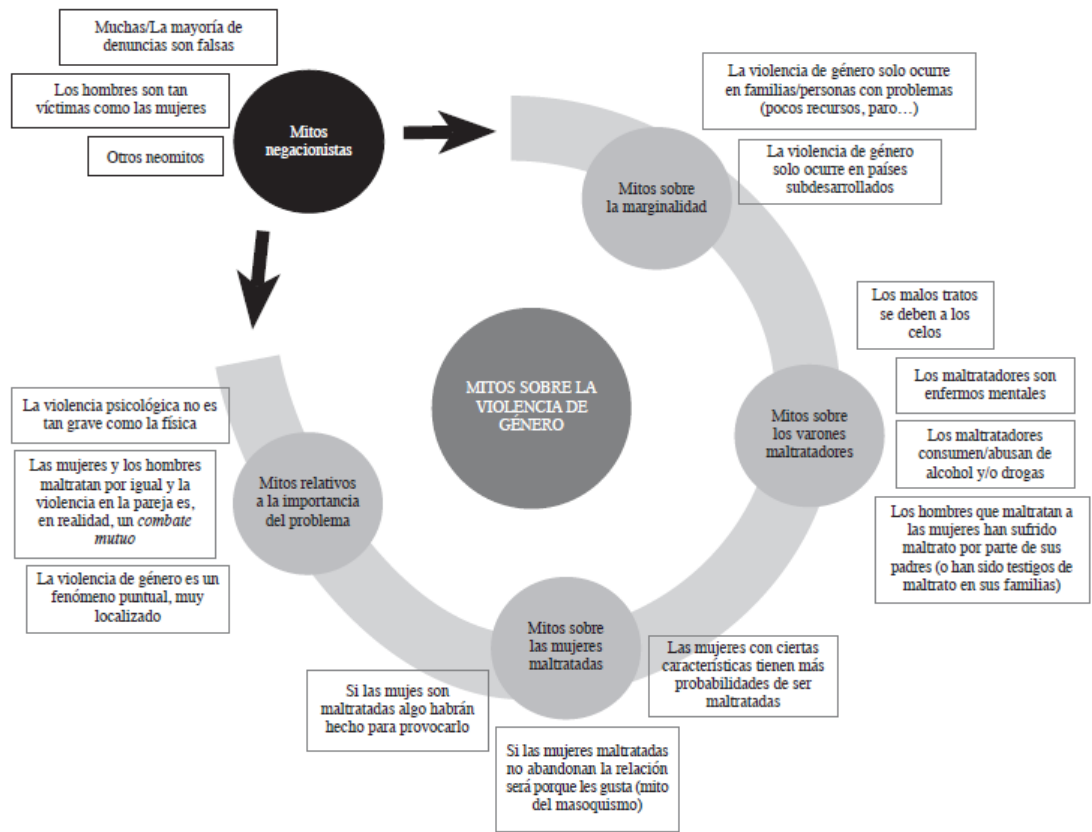 Muchas/La mayoría de
denuncias son falsas
Los hombres son tan
víctimas como las mujeres
Otros neomitos
Mitos
negacionistas
La violencia de género solo ocurre
en familias/personas con problemas
(pocos recursos, paro…)
La violencia de género
solo ocurre en países
subdesarrollados
Mitos sobre
la marginalidad
Los malos tratos
se deben a los
celos
Los maltratadores son
enfermos mentales
Los maltratadores
consumen/abusan de
alcohol y/o drogas
Los hombres que maltratan a
las mujeres han sufrido
maltrato por parte de sus
padres (o han sido testigos de
maltrato en sus familias)
Mitos sobre
los varones
maltratadores
MITOS SOBRE LA
VIOLENCIA DE
GÉNERO
La violencia psicológica no es
tan grave como la física
Las mujeres y los hombres
maltratan por igual y la
violencia en la pareja es,
en realidad, un combate
mutuo
La violencia de género es un
fenómeno puntual, muy
localizado
Mitos relativos
a la importancia
del problema
Mitos sobre
las mujeres
maltratadas
Las mujeres con ciertas
características tienen más
probabilidades de ser
maltratadas
Si las mujes son
maltratadas algo habrán
hecho para provocarlo
Si las mujeres maltratadas
no abandonan la relación
será porque les gusta (mito
del masoquismo)